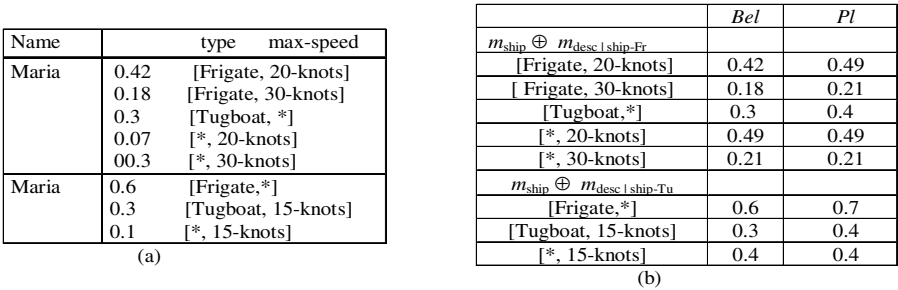 Name type max-speed
Maria 0.42 [Frigate, 20-knots]
0.18 [Frigate, 30-knots]
0.3 [Tugboat, *]
0.07 [*, 20-knots]
00.3 [*, 30-knots]
Maria 0.6 [Frigate,*]
0.3 [Tugboat, 15-knots]
0.1 [*, 15-knots]
(a)
Bel Pl
m_ship ⊕ m_desc | ship-Fr
[Frigate, 20-knots] 0.42 0.49
[ Frigate, 30-knots] 0.18 0.21
[Tugboat,*] 0.3 0.4
[*, 20-knots] 0.49 0.49
[*, 30-knots] 0.21 0.21
m_ship ⊕ m_desc | ship-Tu
[Frigate,*] 0.6 0.7
[Tugboat, 15-knots] 0.3 0.4
[*, 15-knots] 0.4 0.4
(b)